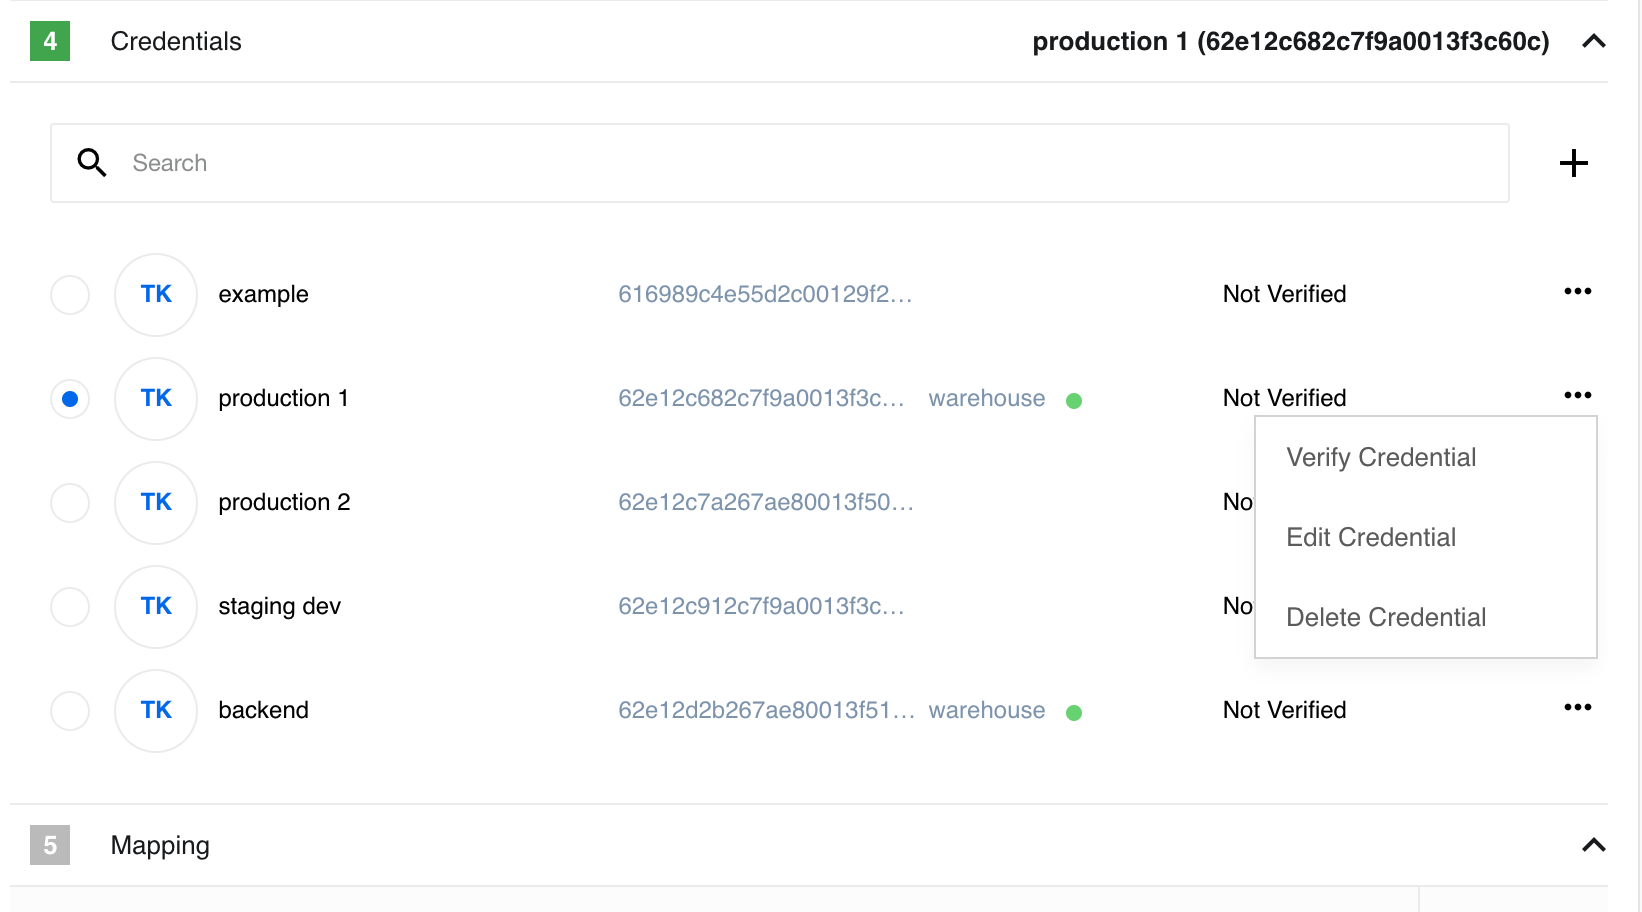 4 Credentials production 1 (62e12c682c7f9a0013f3c60c)
Search
TK example 616989c4e55d2c00129f2... Not Verified
TK production 1 62e12c682c7f9a0013f3c... warehouse Not Verified
Verify Credential
TK production 2 62e12c7a267ae80013f50... No
Edit Credential
TK staging dev 62e12c912c7f9a0013f3c... No
Delete Credential
TK backend 62e12d2b267ae80013f51... warehouse Not Verified
5 Mapping